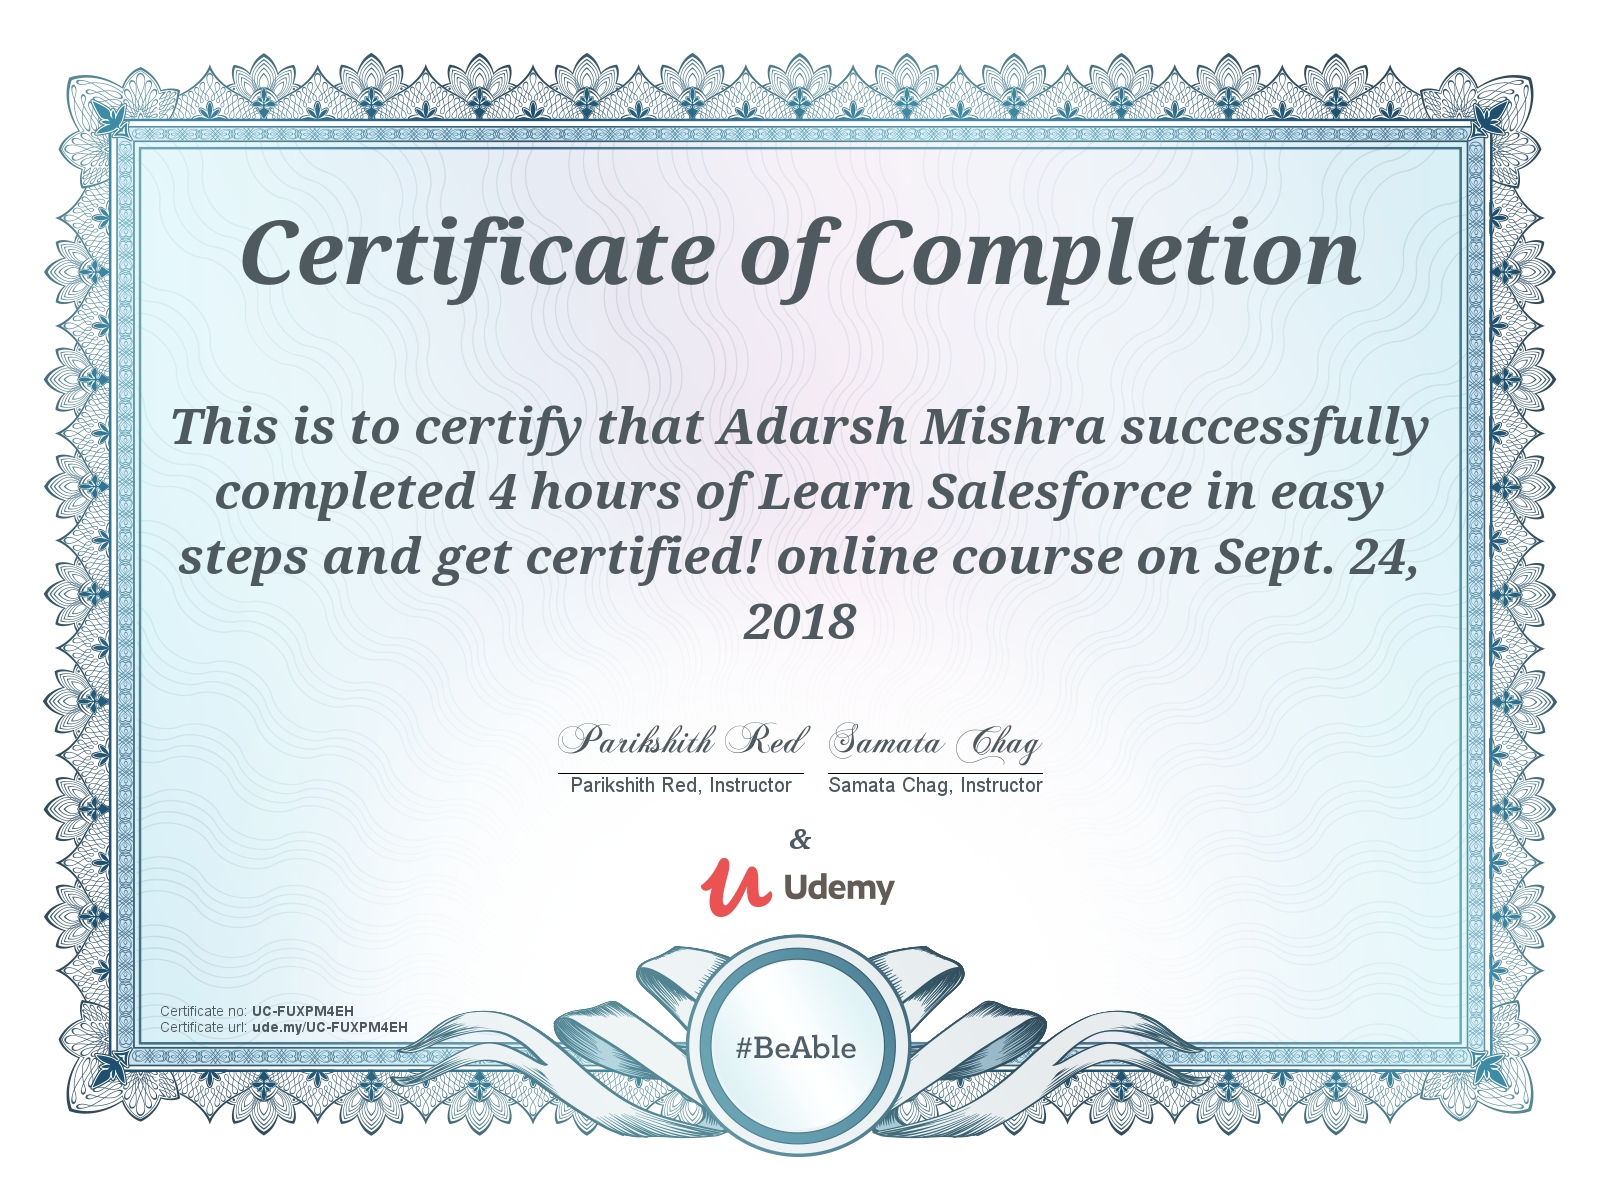 Certificate of Completion
This is to certify that Adarsh Mishra successfully
completed 4 hours of Learn Salesforce in easy
steps and get certified! online course on Sept. 24,
2018
Parikshith Red Samata Chag
Parikshith Red, Instructor Samata Chag, Instructor
&
Udemy
Certificate no: UC-FUXPM4EH
Certificate url: ude.my/UC-FUXPM4EH
#BeAble